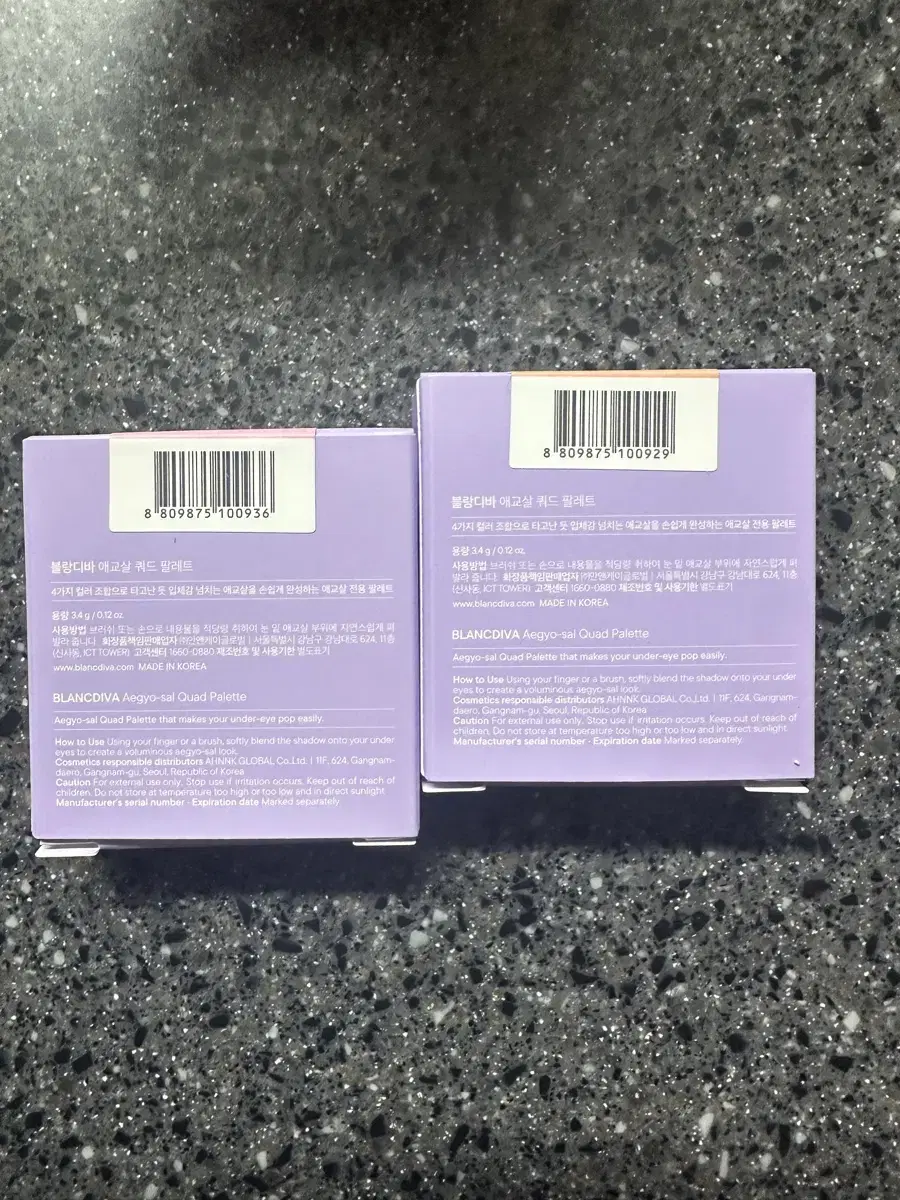 8 809875 100936
블랑디바 애교살 쿼드 팔레트
4가지 컬러 조합으로 타고난 듯 입체감 넘치는 애교살을 손쉽게 완성하는 애교살 전용 팔레트
용량 3.4 g / 0.12 oz.
사용방법 브러쉬 또는 손으로 내용물을 적당량 취하여 눈 밑 애교살 부위에 자연스럽게 펴
발라 줍니다. 화장품책임판매업자 ㈜안앤케이글로벌 | 서울특별시 강남구 강남대로 624, 11층
(신사동, ICT TOWER) 고객센터 1660-0880 제조번호 및 사용기한 별도표기
www.blancdiva.com MADE IN KOREA
BLANCDIVA Aegyo-sal Quad Palette
Aegyo-sal Quad Palette that makes your under-eye pop easily.
How to Use Using your finger or a brush, softly blend the shadow onto your under
eyes to create a voluminous aegyo-sal look.
Cosmetics responsible distributors AHNNK GLOBAL Co.,Ltd. | 11F, 624, Gangnam-
daero, Gangnam-gu, Seoul, Republic of Korea
Caution For external use only. Stop use if irritation occurs. Keep out of reach of
children. Do not store at temperature too high or too low and in direct sunlight
Manufacturer's serial number · Expiration date Marked separately
8 809875 100929
블랑디바 애교살 쿼드 팔레트
4가지 컬러 조합으로 타고난 듯 입체감 넘치는 애교살을 손쉽게 완성하는 애교살 전용 팔레트
용량 3.4 g / 0.12 oz,
사용방법 브러쉬 또는 손으로 내용물을 적당량 취하여 눈 밑 애교살 부위에 자연스럽게 펴
발라 줍니다. 화장품책임판매업자 ㈜안앤케이글로벌 | 서울특별시 강남구 강남대로 624, 11층
(신사동, ICT TOWER) 고객센터 1660-0880 제조번호 및 사용기한 별도표기
www.blancdiva.com MADE IN KOREA
BLANCDIVA Aegyo-sal Quad Palette
Aegyo-sal Quad Palette that makes your under-eye pop easily.
How to Use Using your finger or a brush, softly blend the shadow onto your under
eyes to create a voluminous aegyo-sal look.
Cosmetics responsible distributors AHNNK GLOBAL Co.,Ltd. | 11F, 624, Gangnam-
daero, Gangnam-gu, Seoul, Republic of Korea
Caution For external use only. Stop use if irritation occurs. Keep out of reach of
children. Do not store at temperature too high or too low and in direct sunlight.
Manufacturer's serial number · Expiration date Marked separately.